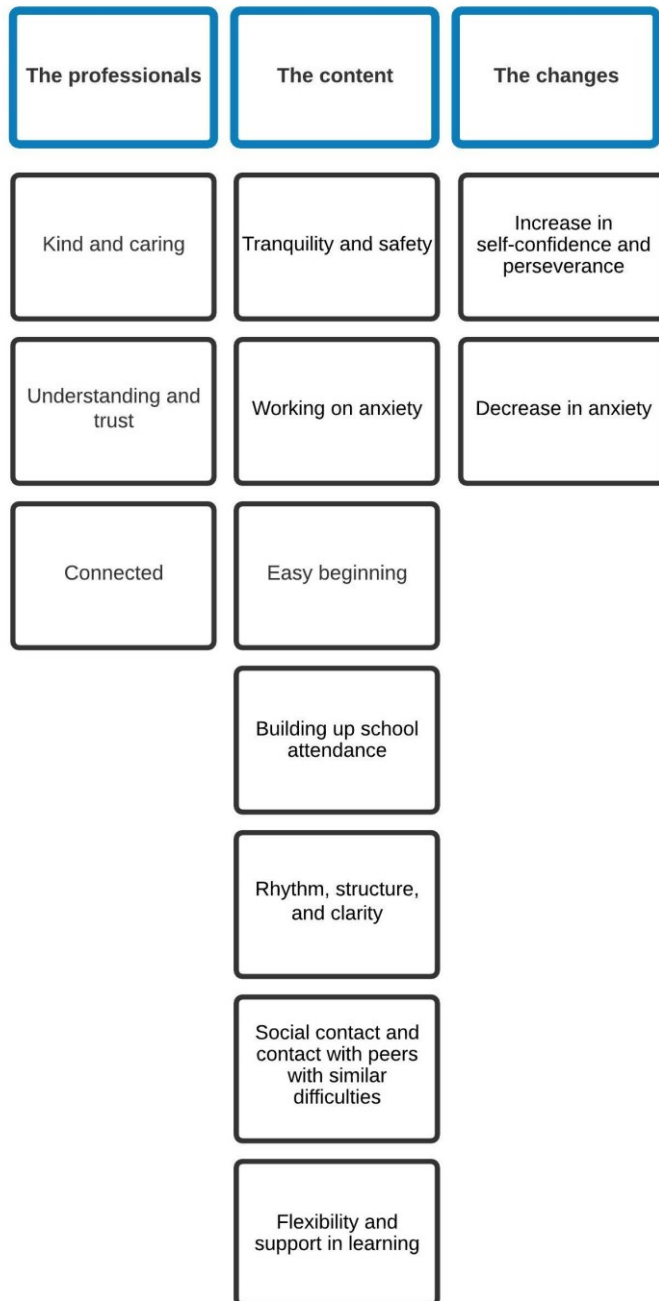 The professionals
The content
The changes
Kind and caring
Tranquility and safety
Increase in
self-confidence and
perseverance
Understanding and
trust
Working on anxiety
Decrease in anxiety
Connected
Easy beginning
Building up school
attendance
Rhythm, structure,
and clarity
Social contact and
contact with peers
with similar
difficulties
Flexibility and
support in learning